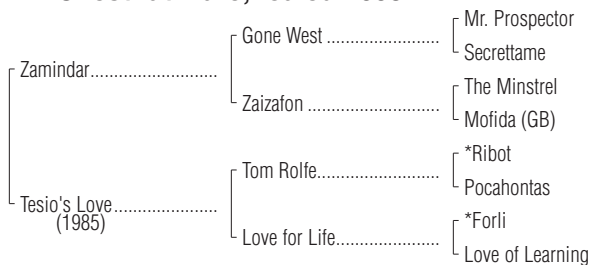 Mr. Prospector
Gone West ........................
Secrettame
Zamindar...........................
The Minstrel
Zaizafon ............................
Mofida (GB)
*Ribot
Tom Rolfe..........................
Pocahontas
Tesio's Love......................
(1985)
*Forli
Love for Life......................
Love of Learning